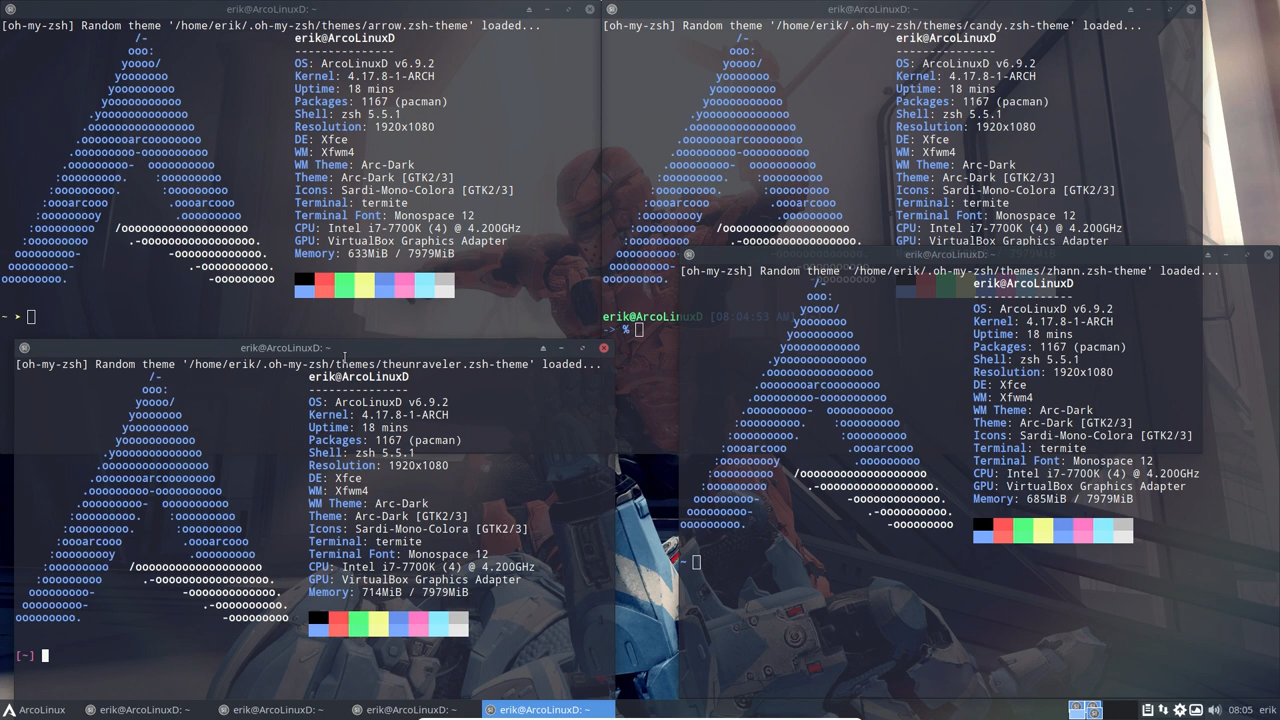 erik@ArcoLinuxD: ~
[oh-my-zsh] Random theme '/home/erik/.oh-my-zsh/themes/arrow.zsh-theme' loaded...
erik@ArcoLinuxD
---------------
OS: ArcoLinuxD v6.9.2
Kernel: 4.17.8-1-ARCH
Uptime: 18 mins
Packages: 1167 (pacman)
Shell: zsh 5.5.1
Resolution: 1920x1080
DE: Xfce
WM: Xfwm4
WM Theme: Arc-Dark
Theme: Arc-Dark [GTK2/3]
Icons: Sardi-Mono-Colora [GTK2/3]
Terminal: termite
Terminal Font: Monospace 12
CPU: Intel i7-7700K (4) @ 4.200GHz
GPU: VirtualBox Graphics Adapter
Memory: 633MiB / 7979MiB
~ ➤
erik@ArcoLinuxD: ~
[oh-my-zsh] Random theme '/home/erik/.oh-my-zsh/themes/candy.zsh-theme' loaded...
erik@ArcoLinuxD
---------------
OS: ArcoLinuxD v6.9.2
Kernel: 4.17.8-1-ARCH
Uptime: 18 mins
Packages: 1167 (pacman)
Shell: zsh 5.5.1
Resolution: 1920x1080
DE: Xfce
WM: Xfwm4
WM Theme: Arc-Dark
Theme: Arc-Dark [GTK2/3]
Icons: Sardi-Mono-Colora [GTK2/3]
Terminal: termite
Terminal Font: Monospace 12
CPU: Intel i7-7700K (4) @ 4.200GHz
GPU: VirtualBox Graphics Adapter
erik@ArcoLinuxD [08:04:53 AM]
-> %
erik@ArcoLinuxD: ~
[oh-my-zsh] Random theme '/home/erik/.oh-my-zsh/themes/theunraveler.zsh-theme' loaded...
erik@ArcoLinuxD
---------------
OS: ArcoLinuxD v6.9.2
Kernel: 4.17.8-1-ARCH
Uptime: 18 mins
Packages: 1167 (pacman)
Shell: zsh 5.5.1
Resolution: 1920x1080
DE: Xfce
WM: Xfwm4
WM Theme: Arc-Dark
Theme: Arc-Dark [GTK2/3]
Icons: Sardi-Mono-Colora [GTK2/3]
Terminal: termite
Terminal Font: Monospace 12
CPU: Intel i7-7700K (4) @ 4.200GHz
GPU: VirtualBox Graphics Adapter
Memory: 714MiB / 7979MiB
[~]
erik@ArcoLinuxD: ~
[oh-my-zsh] Random theme '/home/erik/.oh-my-zsh/themes/zhann.zsh-theme' loaded...
erik@ArcoLinuxD
---------------
OS: ArcoLinuxD v6.9.2
Kernel: 4.17.8-1-ARCH
Uptime: 18 mins
Packages: 1167 (pacman)
Shell: zsh 5.5.1
Resolution: 1920x1080
DE: Xfce
WM: Xfwm4
WM Theme: Arc-Dark
Theme: Arc-Dark [GTK2/3]
Icons: Sardi-Mono-Colora [GTK2/3]
Terminal: termite
Terminal Font: Monospace 12
CPU: Intel i7-7700K (4) @ 4.200GHz
GPU: VirtualBox Graphics Adapter
Memory: 685MiB / 7979MiB
~
ArcoLinux erik@ArcoLinuxD: ~ erik@ArcoLinuxD: ~ erik@ArcoLinuxD: ~ erik@ArcoLinuxD: ~ 08:05 erik